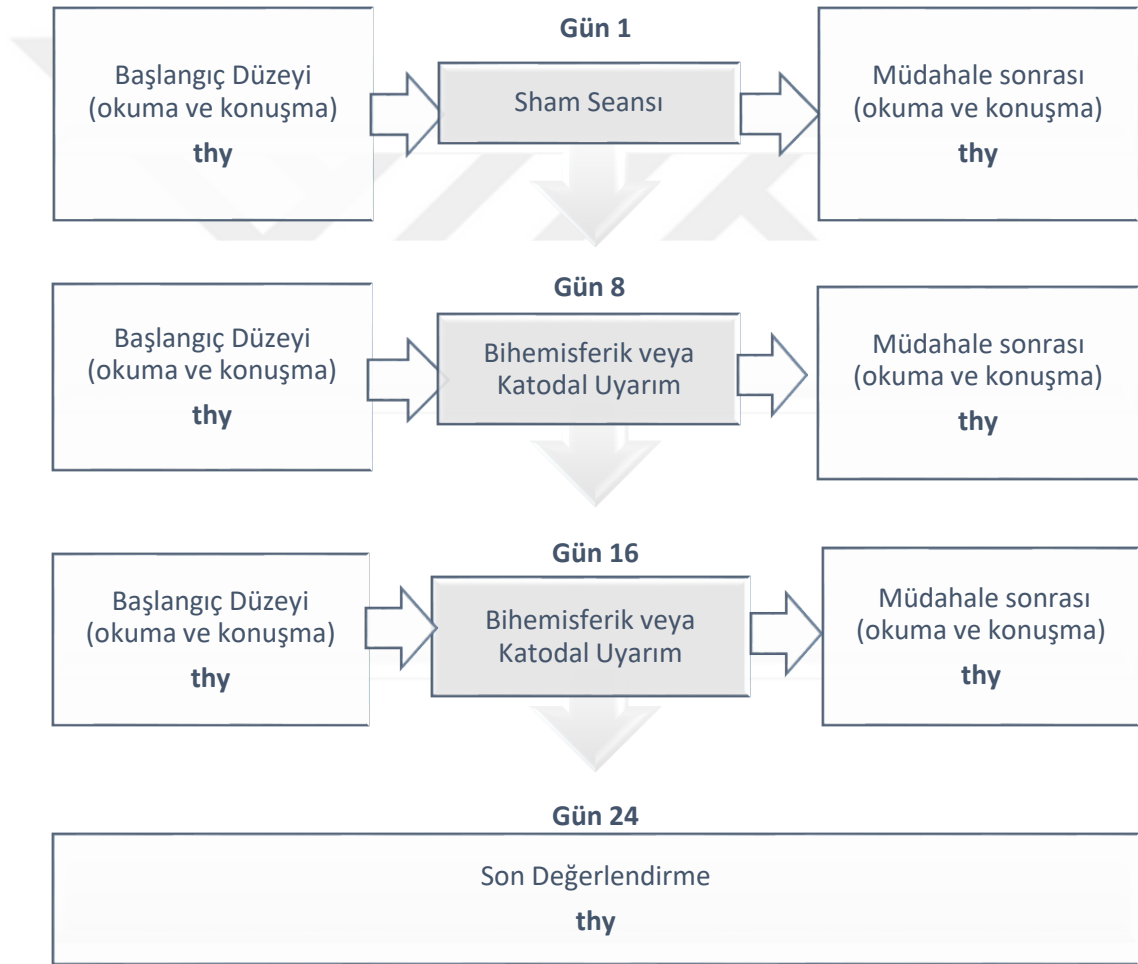 Gün 1
Başlangıç Düzeyi
(okuma ve konuşma)
thy
Sham Seansı
Müdahale sonrası
(okuma ve konuşma)
thy
Gün 8
Başlangıç Düzeyi
(okuma ve konuşma)
thy
Bihemisferik veya
Katodal Uyarım
Müdahale sonrası
(okuma ve konuşma)
thy
Gün 16
Başlangıç Düzeyi
(okuma ve konuşma)
thy
Bihemisferik veya
Katodal Uyarım
Müdahale sonrası
(okuma ve konuşma)
thy
Gün 24
Son Değerlendirme
thy